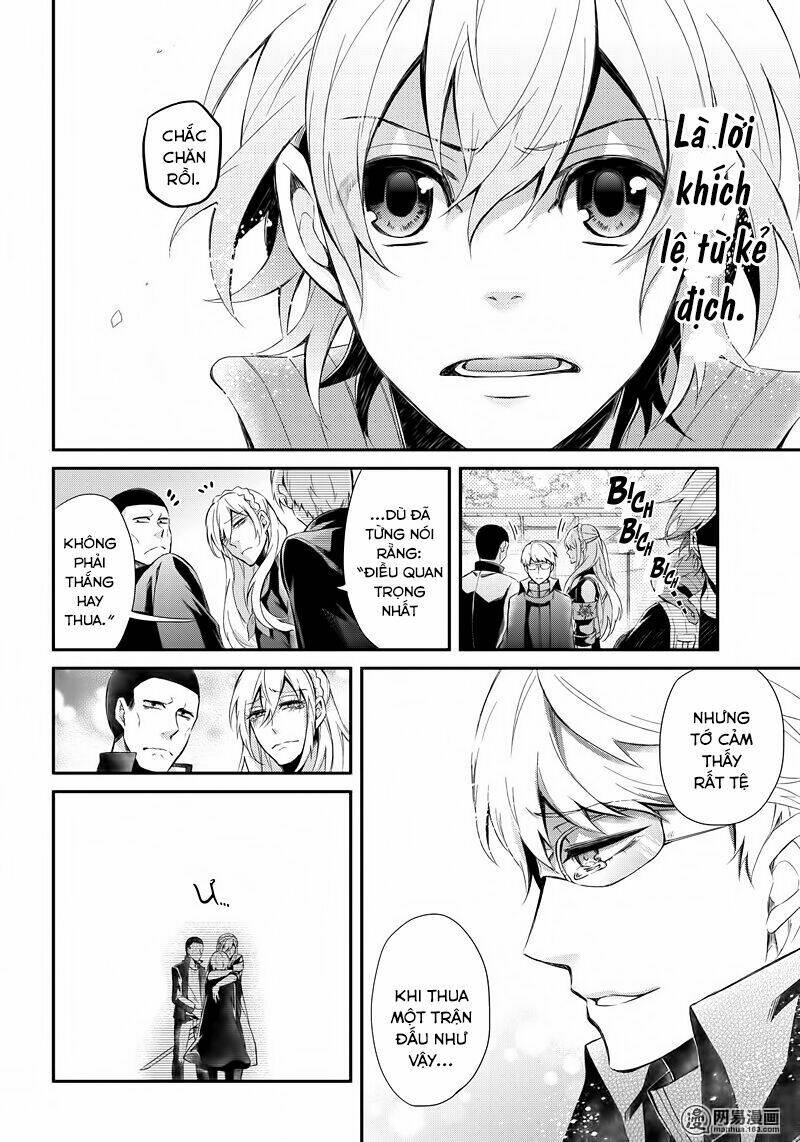 Là lời
khích
lệ từ kẻ
địch.
CHẮC
CHĂN
RỒI.
BỊCH
BỊCH
BỊCH...
...DÙ ĐÃ
TỪNG NÓI
RẰNG:
“ĐIỀU QUAN
TRỌNG
NHẤT
KHÔNG
PHẢI
THẮNG
HAY
THUA.”
NHƯNG
TỚ CẢM
THẤY
RẤT TỆ
KHI THUA
MỘT TRẬN
ĐẤU NHƯ
VẬY...
Ư...
网易漫画
manhua.163.com